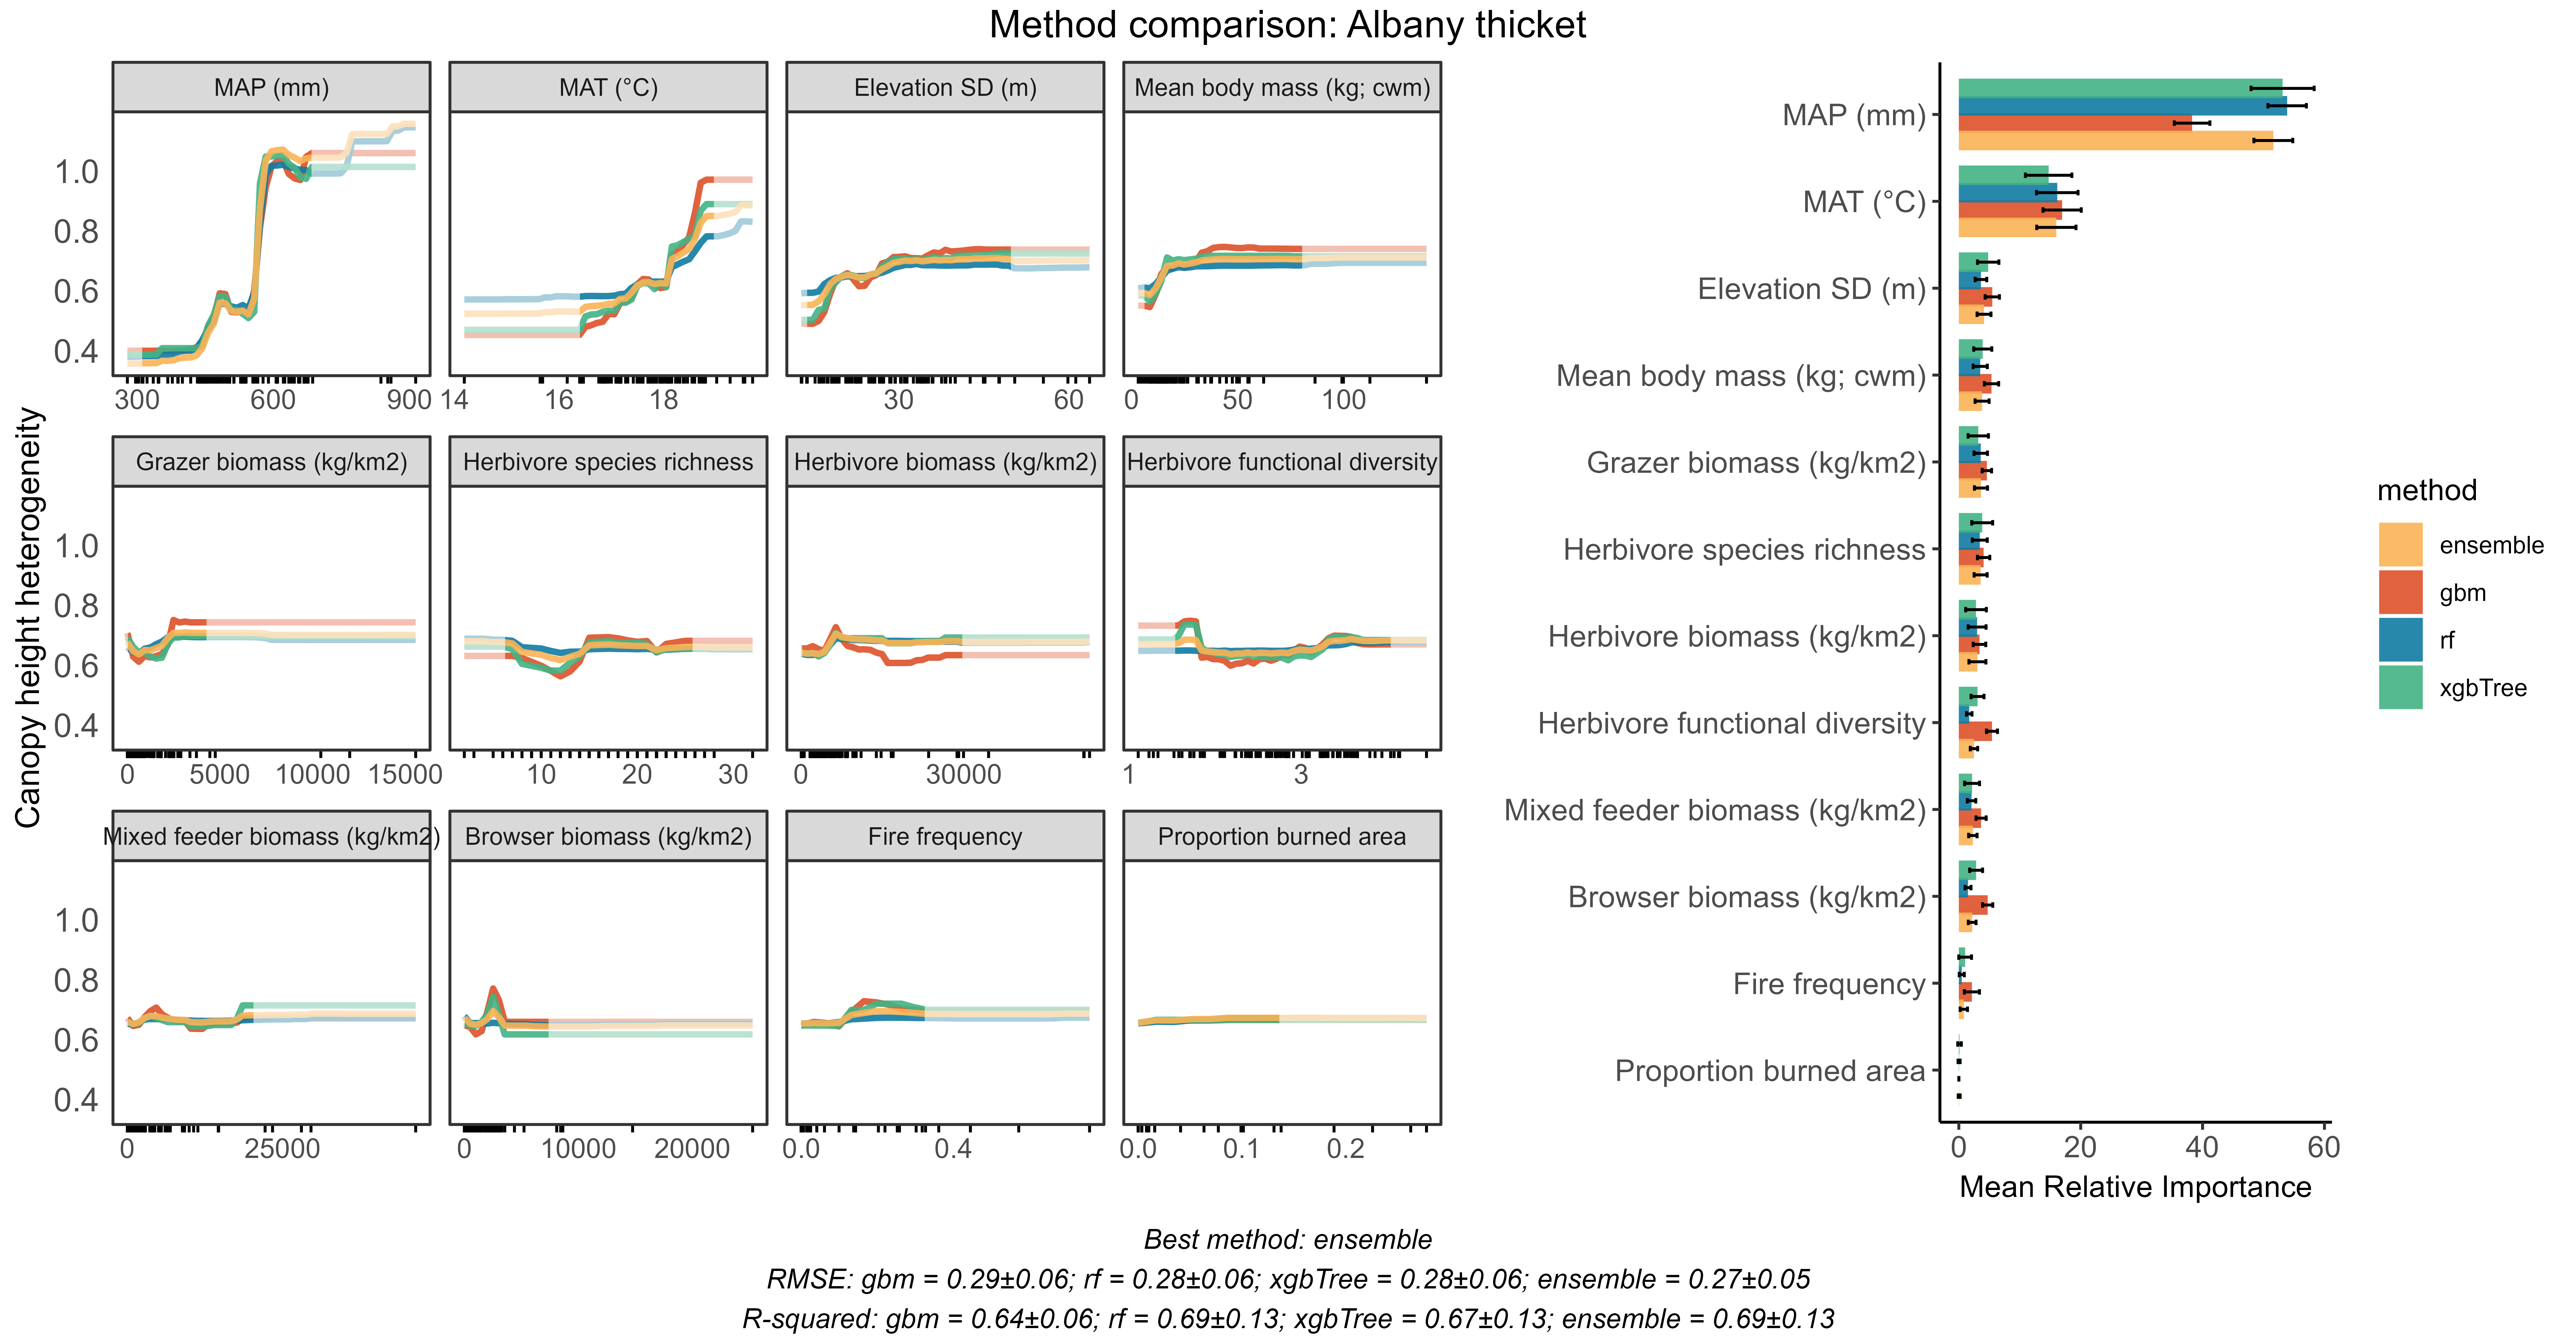 Method comparison: Albany thicket
MAP (mm)
MAT (°C)
Elevation SD (m)
Mean body mass (kg; cwm)
1.0
0.8
0.6
0.4
300 600 900
14 16 18
30 60
0 50 100
Canopy height heterogeneity
Grazer biomass (kg/km2)
Herbivore species richness
Herbivore biomass (kg/km2)
Herbivore functional diversity
1.0
0.8
0.6
0.4
0 5000 10000 15000
10 20 30
0 30000
1 3
Mixed feeder biomass (kg/km2)
Browser biomass (kg/km2)
Fire frequency
Proportion burned area
1.0
0.8
0.6
0.4
0 25000
0 10000 20000
0.0 0.4
0.0 0.1 0.2
MAP (mm)
MAT (°C)
Elevation SD (m)
Mean body mass (kg; cwm)
Grazer biomass (kg/km2)
Herbivore species richness
Herbivore biomass (kg/km2)
Herbivore functional diversity
Mixed feeder biomass (kg/km2)
Browser biomass (kg/km2)
Fire frequency
Proportion burned area
0 20 40 60
Mean Relative Importance
method
ensemble
gbm
rf
xgbTree
Best method: ensemble
RMSE: gbm = 0.29±0.06; rf = 0.28±0.06; xgbTree = 0.28±0.06; ensemble = 0.27±0.05
R-squared: gbm = 0.64±0.06; rf = 0.69±0.13; xgbTree = 0.67±0.13; ensemble = 0.69±0.13